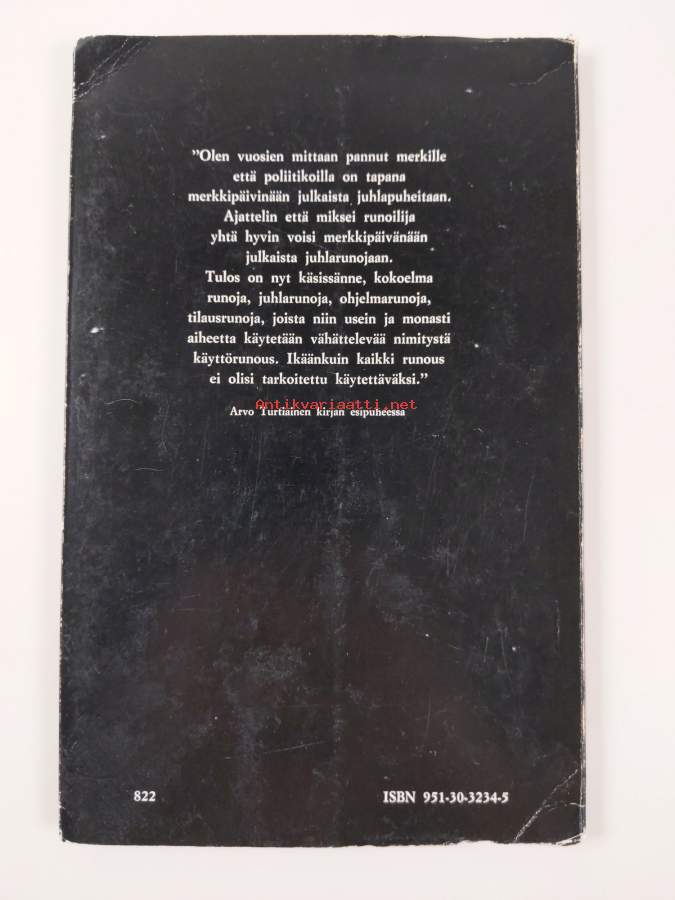 ”Olen vuosien mittaan pannut merkille
että poliitikoilla on tapana
merkkipäivinään julkaista juhlapuheitaan.
Ajattelin että miksei runoilija
yhtä hyvin voisi merkkipäivänään
julkaista juhlarunojaan.
Tulos on nyt käsissänne, kokoelma
runoja, juhlarunoja, ohjelmarunoja,
tilausrunoja, joista niin usein ja monasti
aiheetta käytetään vähättelevää nimitystä
käyttörunous. Ikäänkuin kaikki runous
ei olisi tarkoitettu käytettäväksi.”
Antikvariaatti.net
Arvo Turtiainen kirjan esipuheessa
822
ISBN 951-30-3234-5